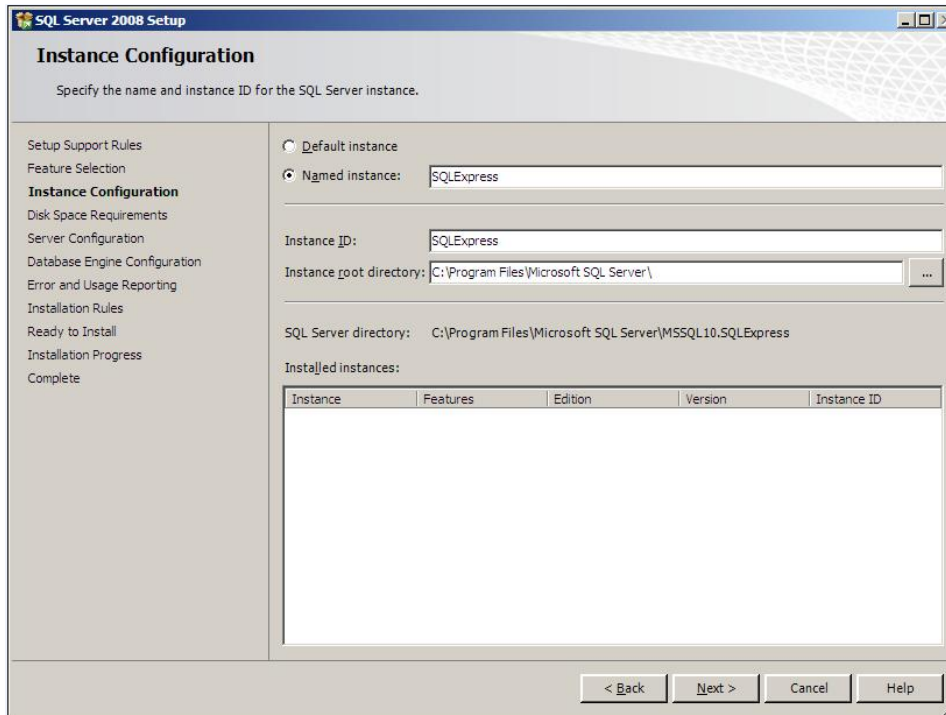 SQL Server 2008 Setup
Instance Configuration
Specify the name and instance ID for the SQL Server instance.
Setup Support Rules
Feature Selection
Instance Configuration
Disk Space Requirements
Server Configuration
Database Engine Configuration
Error and Usage Reporting
Installation Rules
Ready to Install
Installation Progress
Complete
Default instance
Named instance: SQLExpress
Instance ID: SQLExpress
Instance root directory: C:\Program Files\Microsoft SQL Server\ ...
SQL Server directory: C:\Program Files\Microsoft SQL Server\MSSQL10.SQLExpress
Installed instances:
Instance Features Edition Version Instance ID
< Back Next > Cancel Help